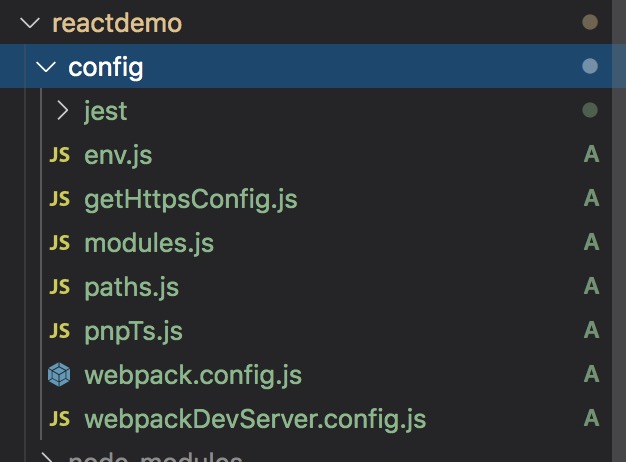 reactdemo
config
jest
JS env.js A
JS getHttpsConfig.js A
JS modules.js A
JS paths.js A
JS pnpTs.js A
webpack.config.js A
JS webpackDevServer.config.js A
node_modules